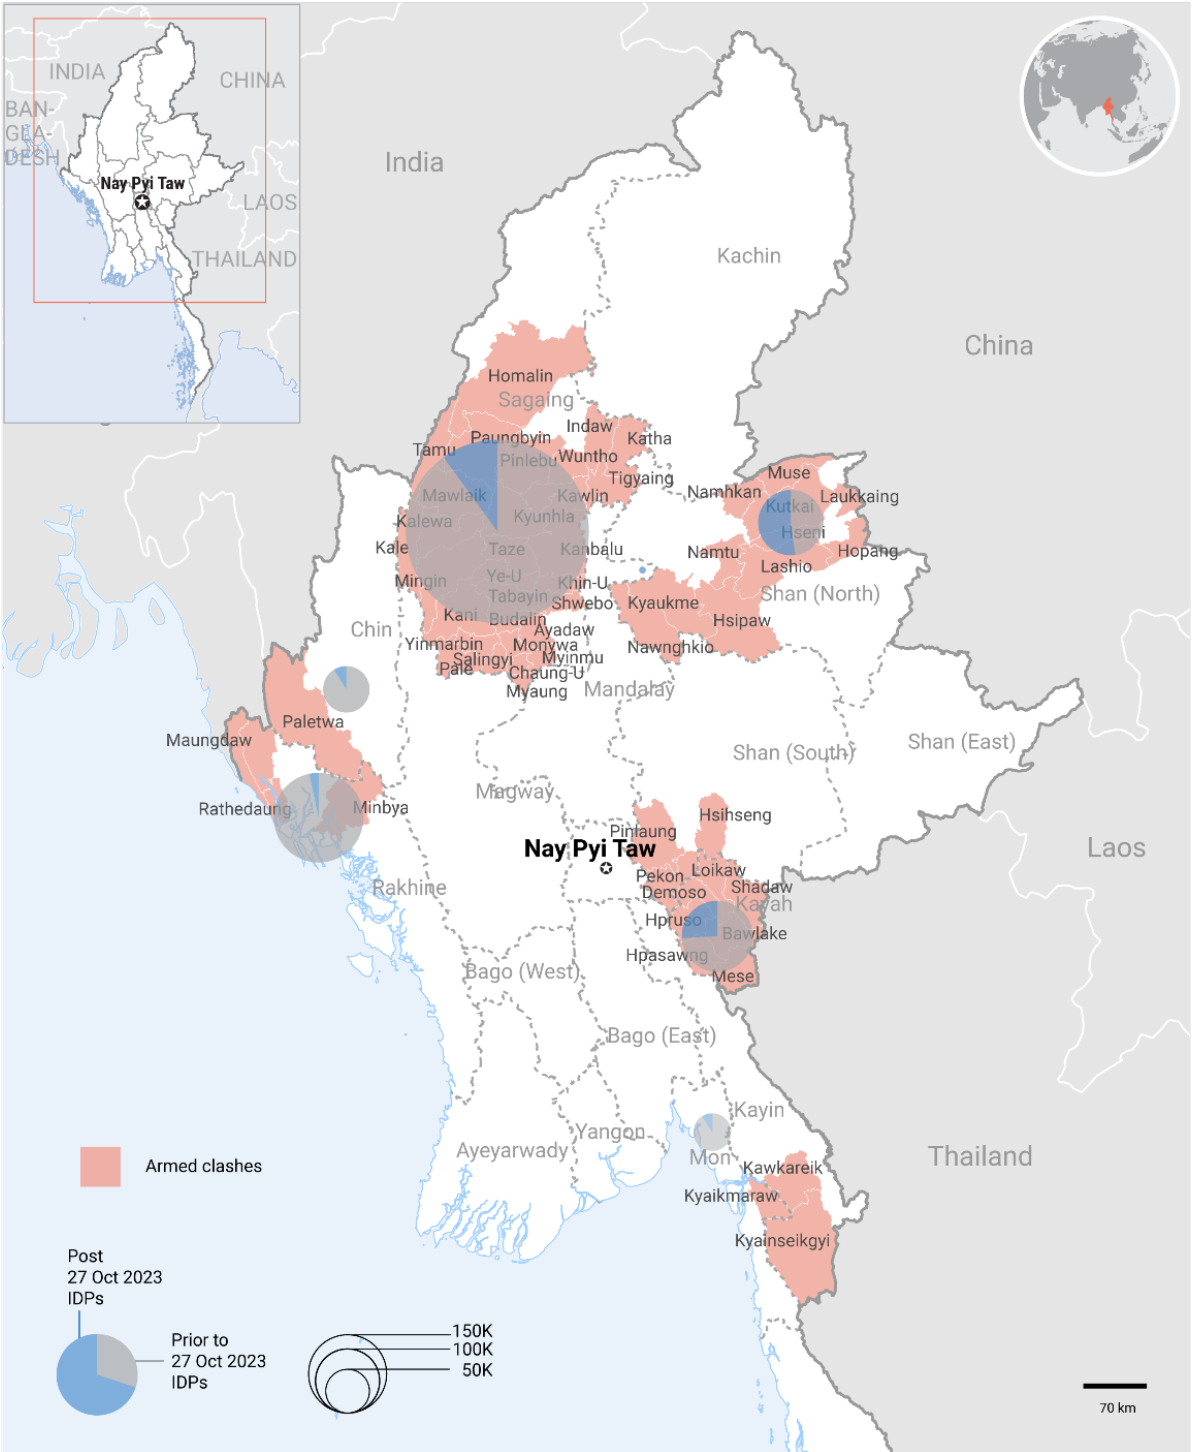 INDIA
CHINA
BAN-
GLA-
DESH
Nay Pyi Taw
LAOS
THAILAND
India
Kachin
China
Homalin
Sagaing
Indaw
Katha
Paungbyin
Tamu
Pinlebu
Wuntho
Tigyaing
Muse
Namhkan
Laukkaing
Mawlaik
Kawlin
Kutkai
Kalewa
Kyunhla
Hseni
Kale
Taze
Kanbalu
Namtu
Hopang
Lashio
Mingin
Ye-U
Khin-U
Tabayin
Shwebo
Kyaukme
Shan (North)
Kani
Budalin
Hsipaw
Chin
Ayadaw
Yinmarbin
Monywa
Nawnghkio
Salingyi
Myinmu
Pale
Chaung-U
Myaung
Mandalay
Paletwa
Maungdaw
Shan (South)
Shan (East)
Magway
Rathedaung
Minbya
Hsihseng
Pinlaung
Nay Pyi Taw
Laos
Pekon
Loikaw
Rakhine
Demoso
Shadaw
Kayah
Hpruso
Bawlake
Hpasawng
Bago (West)
Mese
Bago (East)
Kayin
Yangon
Ayeyarwady
Mon
Thailand
Kawkareik
Kyaikmaraw
Kyainseikgyi
Armed clashes
Post
27 Oct 2023
IDPs
Prior to
27 Oct 2023
IDPs
150K
100K
50K
70 km